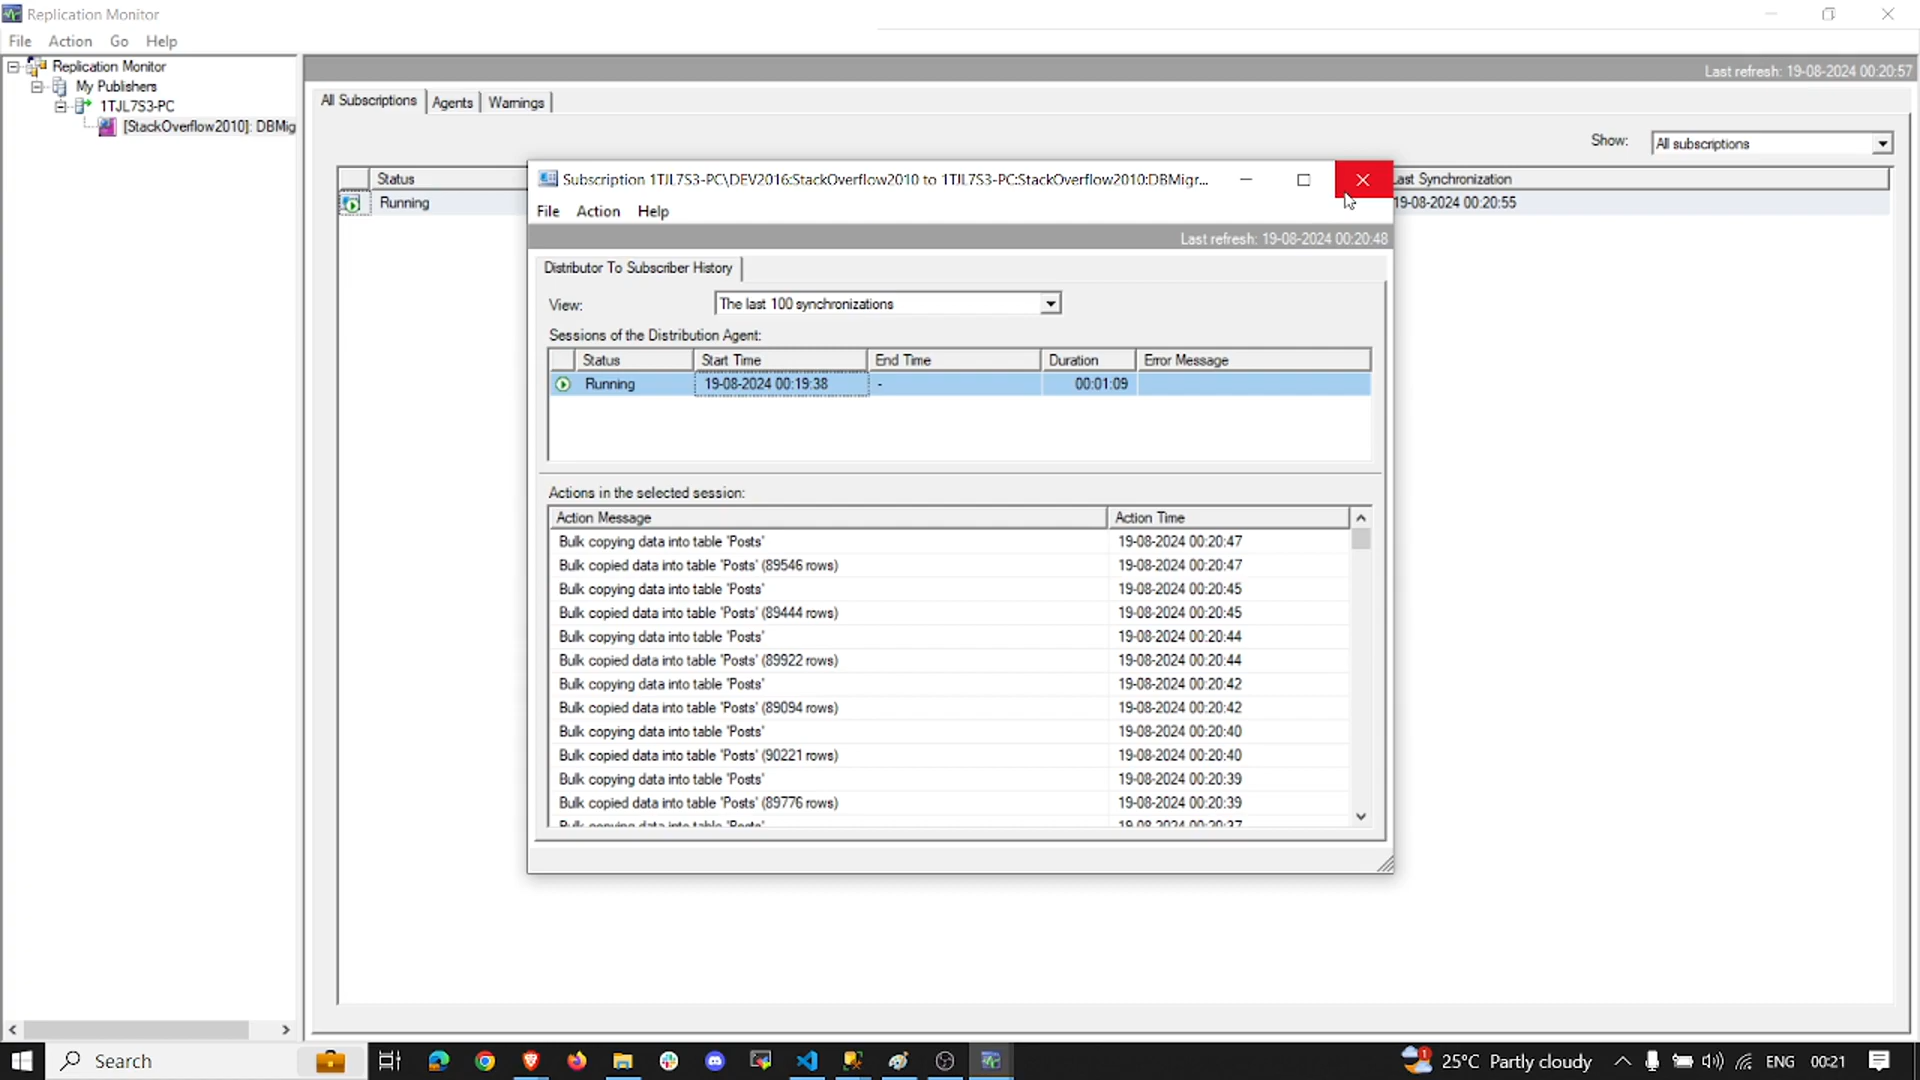 Replication Monitor
File Action Go Help
Replication Monitor
My Publishers
1TJL7S3-PC
[StackOverflow2010]: DBMig
Last refresh: 19-08-2024 00:20:57
All Subscriptions Agents Warnings
Show: All subscriptions
Status
Last Synchronization
Running
19-08-2024 00:20:55
Subscription 1TJL7S3-PC\DEV2016:StackOverflow2010 to 1TJL7S3-PC:StackOverflow2010:DBMigr...
File Action Help
Last refresh: 19-08-2024 00:20:48
Distributor To Subscriber History
View: The last 100 synchronizations
Sessions of the Distribution Agent:
Status Start Time End Time Duration Error Message
Running 19-08-2024 00:19:38 - 00:01:09
Actions in the selected session:
Action Message Action Time
Bulk copying data into table 'Posts' 19-08-2024 00:20:47
Bulk copied data into table 'Posts' (89546 rows) 19-08-2024 00:20:47
Bulk copying data into table 'Posts' 19-08-2024 00:20:45
Bulk copied data into table 'Posts' (89444 rows) 19-08-2024 00:20:45
Bulk copying data into table 'Posts' 19-08-2024 00:20:44
Bulk copied data into table 'Posts' (89922 rows) 19-08-2024 00:20:44
Bulk copying data into table 'Posts' 19-08-2024 00:20:42
Bulk copied data into table 'Posts' (89094 rows) 19-08-2024 00:20:42
Bulk copying data into table 'Posts' 19-08-2024 00:20:40
Bulk copied data into table 'Posts' (90221 rows) 19-08-2024 00:20:40
Bulk copying data into table 'Posts' 19-08-2024 00:20:39
Bulk copied data into table 'Posts' (89776 rows) 19-08-2024 00:20:39
Bulk copying data into table 'Posts' 19-08-2024 00:20:37
Search
25°C Partly cloudy ENG 00:21